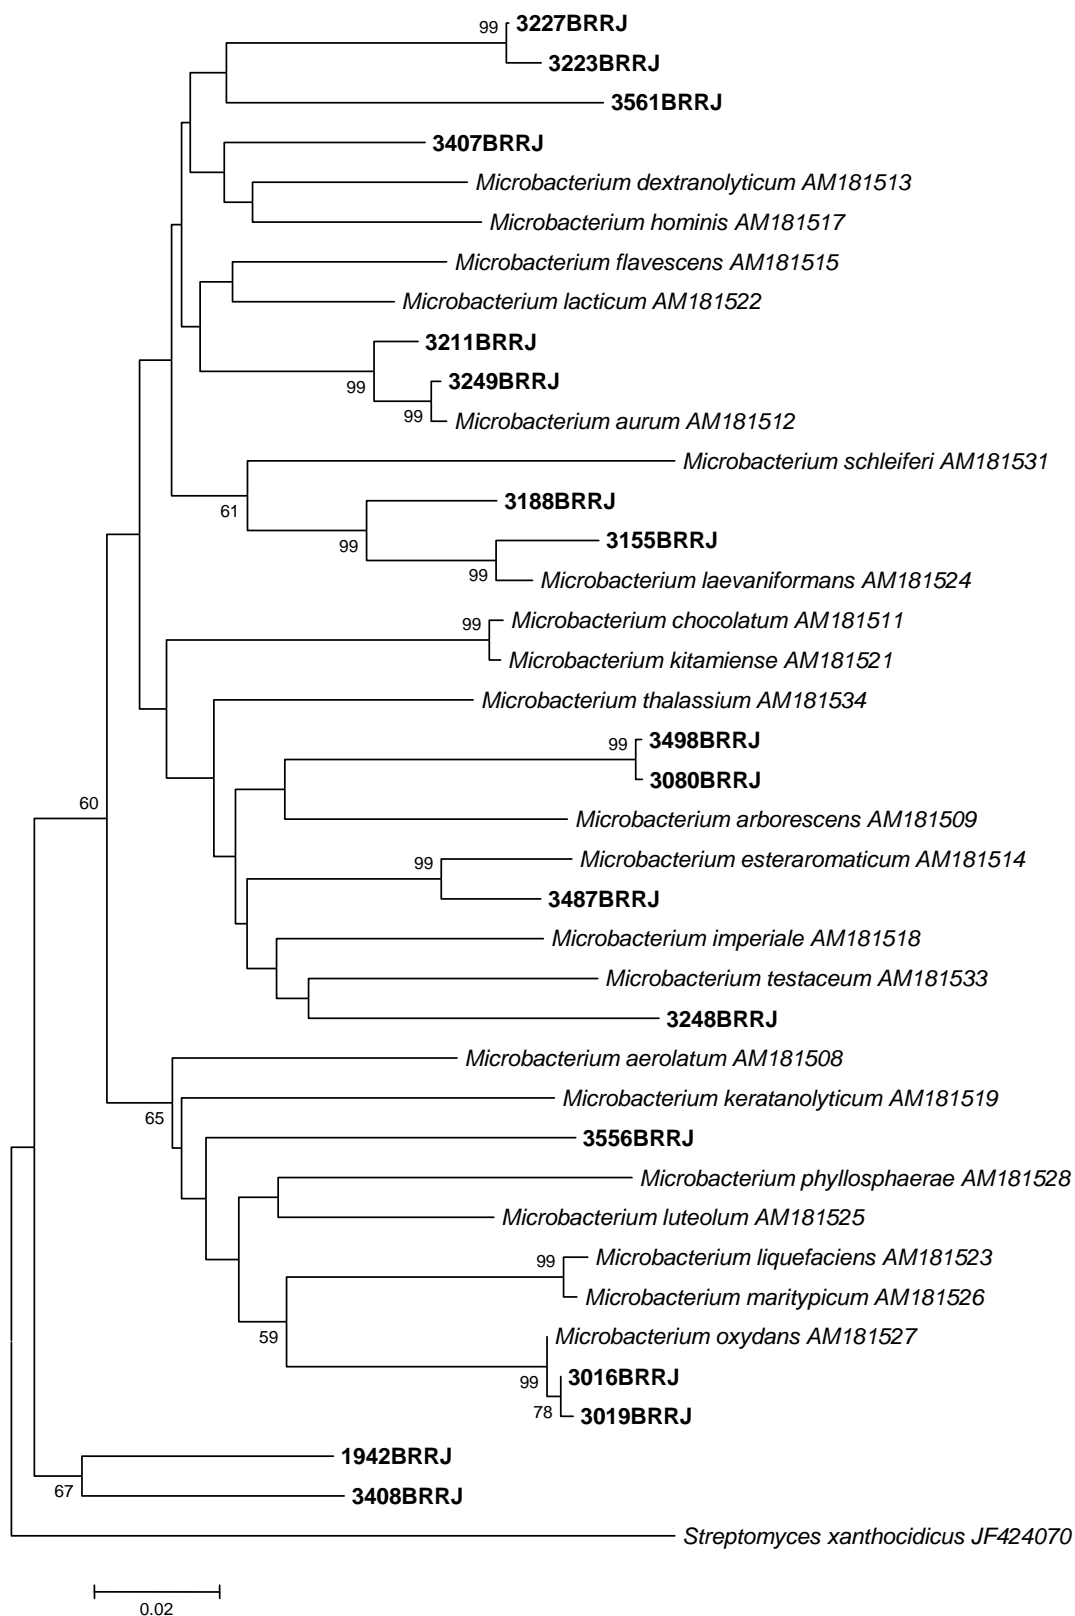 99 3227BRRJ
3223BRRJ
3561BRRJ
3407BRRJ
Microbacterium dextranolyticum AM181513
Microbacterium hominis AM181517
Microbacterium flavescens AM181515
Microbacterium lacticum AM181522
3211BRRJ
99
3249BRRJ
99
Microbacterium aurum AM181512
Microbacterium schleiferi AM181531
61
3188BRRJ
99
3155BRRJ
99
Microbacterium laevaniformans AM181524
99 Microbacterium chocolatum AM181511
Microbacterium kitamiense AM181521
Microbacterium thalassium AM181534
99 3498BRRJ
3080BRRJ
60
Microbacterium arborescens AM181509
99 Microbacterium esteraromaticum AM181514
3487BRRJ
Microbacterium imperiale AM181518
Microbacterium testaceum AM181533
3248BRRJ
Microbacterium aerolatum AM181508
Microbacterium keratanolyticum AM181519
65
3556BRRJ
Microbacterium phyllosphaerae AM181528
Microbacterium luteolum AM181525
99 Microbacterium liquefaciens AM181523
Microbacterium maritypicum AM181526
59
Microbacterium oxydans AM181527
99 3016BRRJ
78 3019BRRJ
1942BRRJ
67
3408BRRJ
Streptomyces xanthocidicus JF424070
0.02